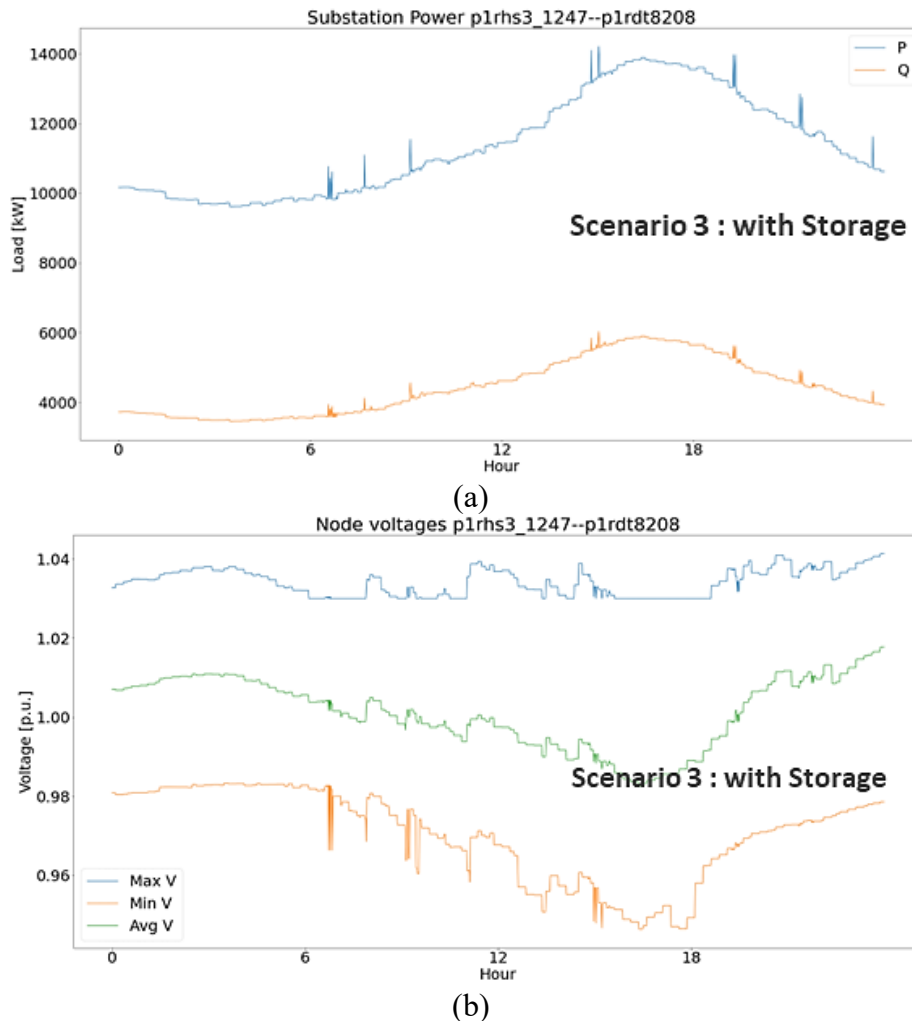 Substation Power p1rhs3_1247--p1rdt8208
14000
12000
10000
8000
6000
4000
Load [kW]
P
Q
Scenario 3 : with Storage
0 6 12 18
Hour
(a)
Node voltages p1rhs3_1247--p1rdt8208
1.04
1.02
1.00
0.98
0.96
Voltage [p.u.]
Scenario 3 : with Storage
Max V
Min V
Avg V
0 6 12 18
Hour
(b)